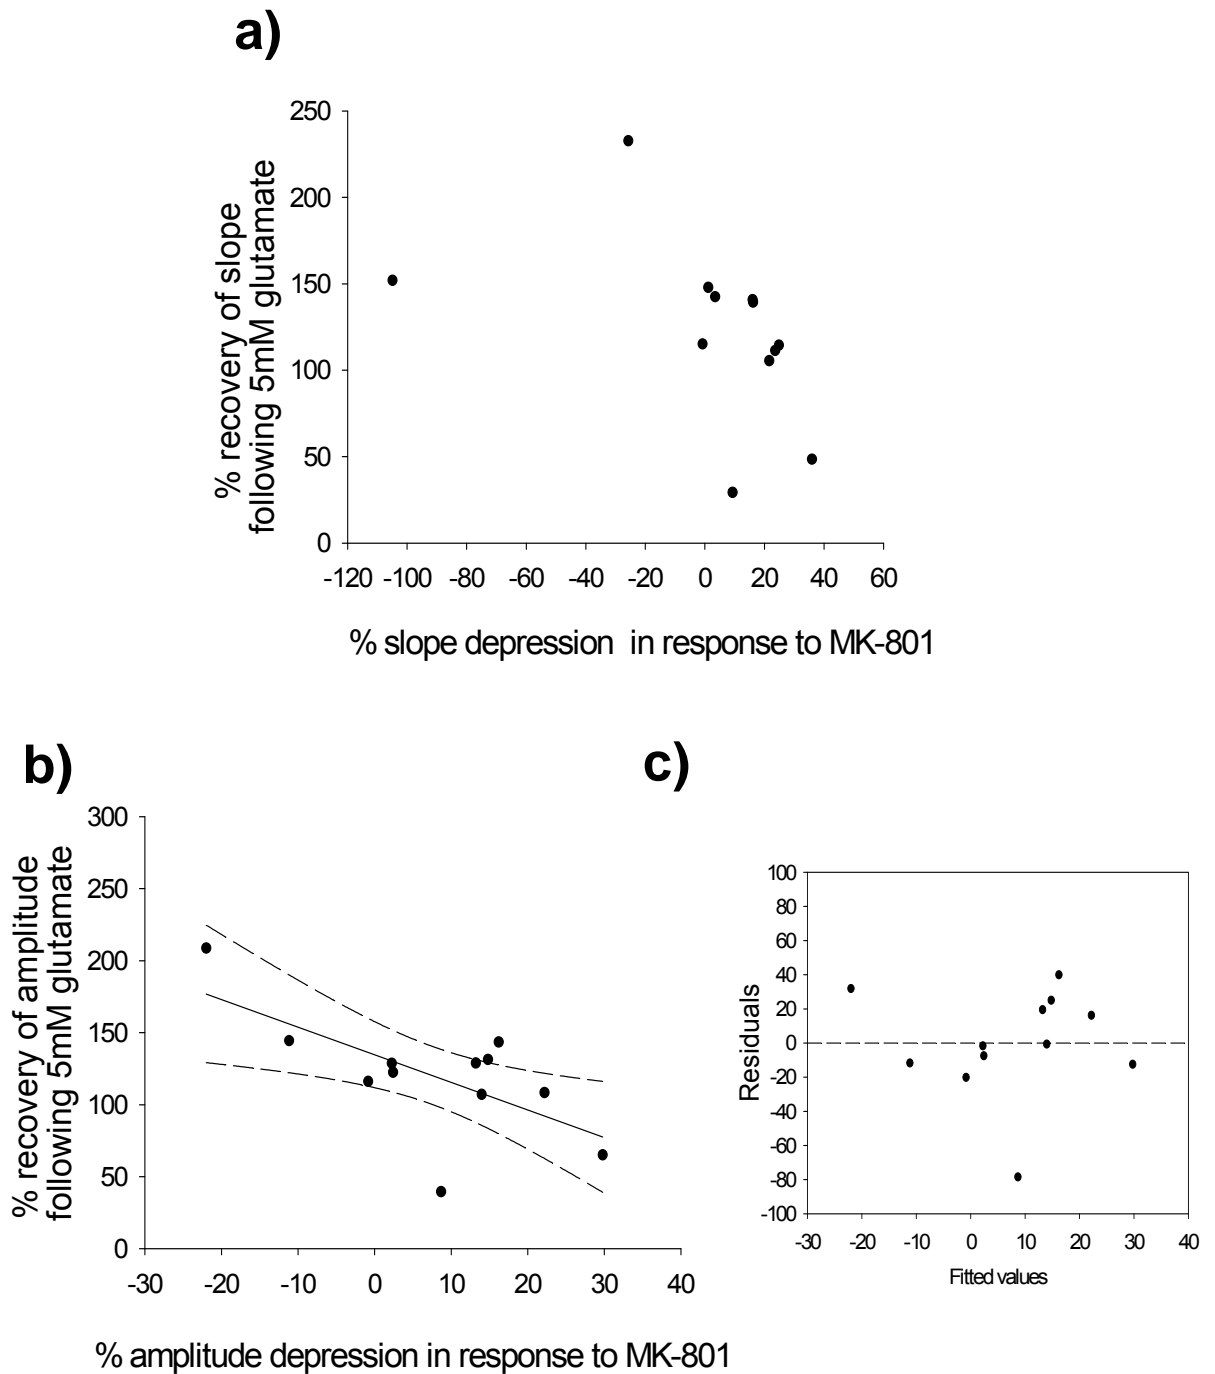 a)
% recovery of slope
following 5mM glutamate
250
200
150
100
50
0
-120 -100 -80 -60 -40 -20 0 20 40 60
% slope depression in response to MK-801
b)
% recovery of amplitude
following 5mM glutamate
300
250
200
150
100
50
0
-30 -20 -10 0 10 20 30 40
% amplitude depression in response to MK-801
c)
Residuals
100
80
60
40
20
0
-20
-40
-60
-80
-100
-30 -20 -10 0 10 20 30 40
Fitted values